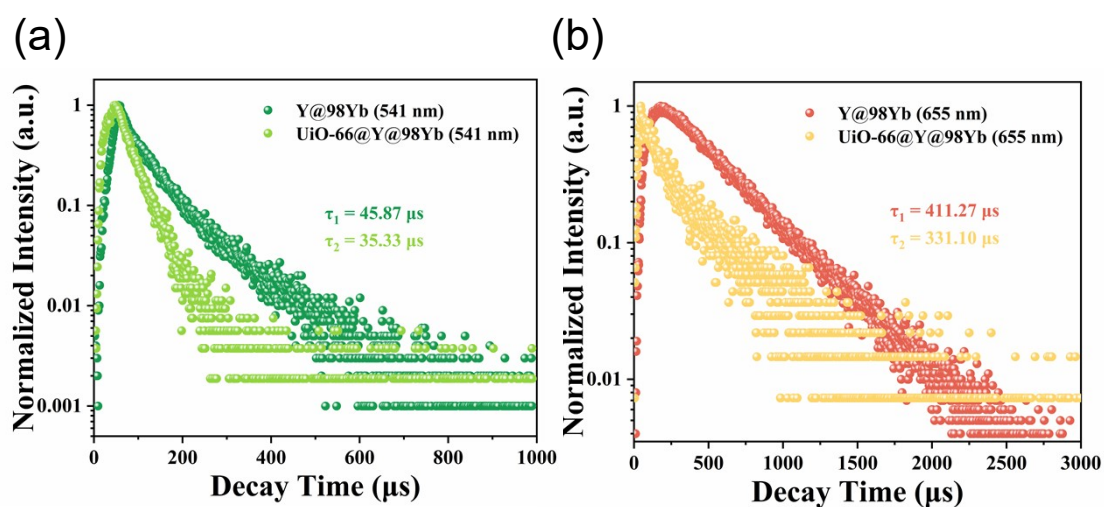 (a)
Normalized Intensity (a.u.)
1
0.1
0.01
0.001
Y@98Yb (541 nm)
UiO-66@Y@98Yb (541 nm)
τ₁ = 45.87 μs
τ₂ = 35.33 μs
0 200 400 600 800 1000
Decay Time (μs)
(b)
Normalized Intensity (a.u.)
1
0.1
0.01
Y@98Yb (655 nm)
UiO-66@Y@98Yb (655 nm)
τ₁ = 411.27 μs
τ₂ = 331.10 μs
0 500 1000 1500 2000 2500 3000
Decay Time (μs)